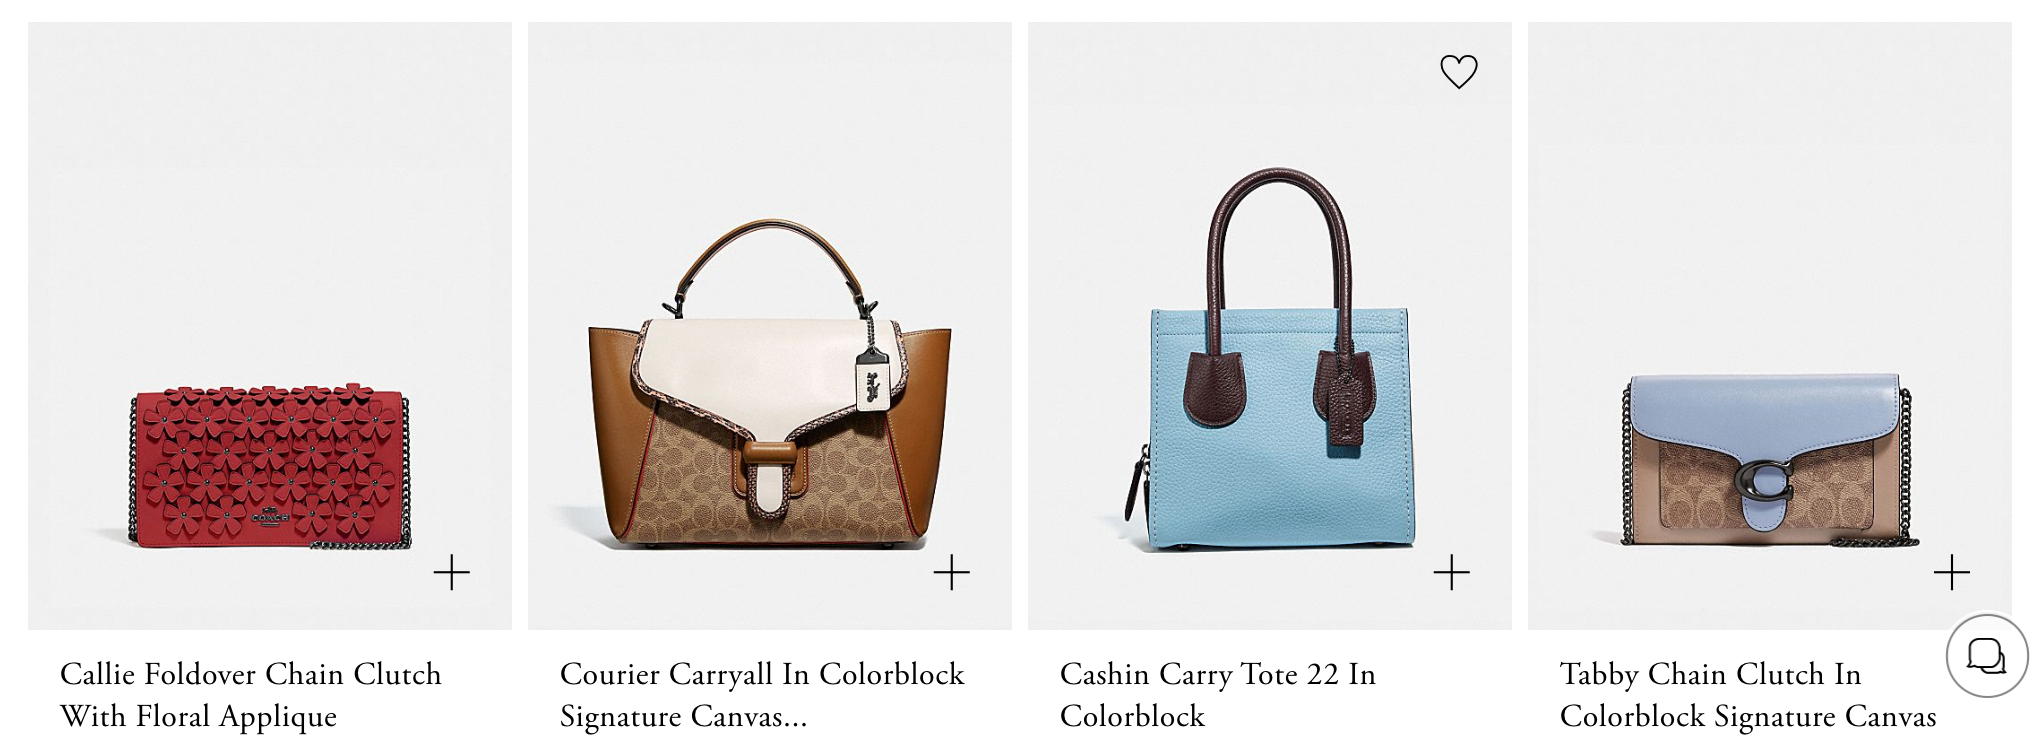 COACH
Callie Foldover Chain Clutch
With Floral Applique
Courier Carryall In Colorblock
Signature Canvas...
Cashin Carry Tote 22 In
Colorblock
Tabby Chain Clutch In
Colorblock Signature Canvas